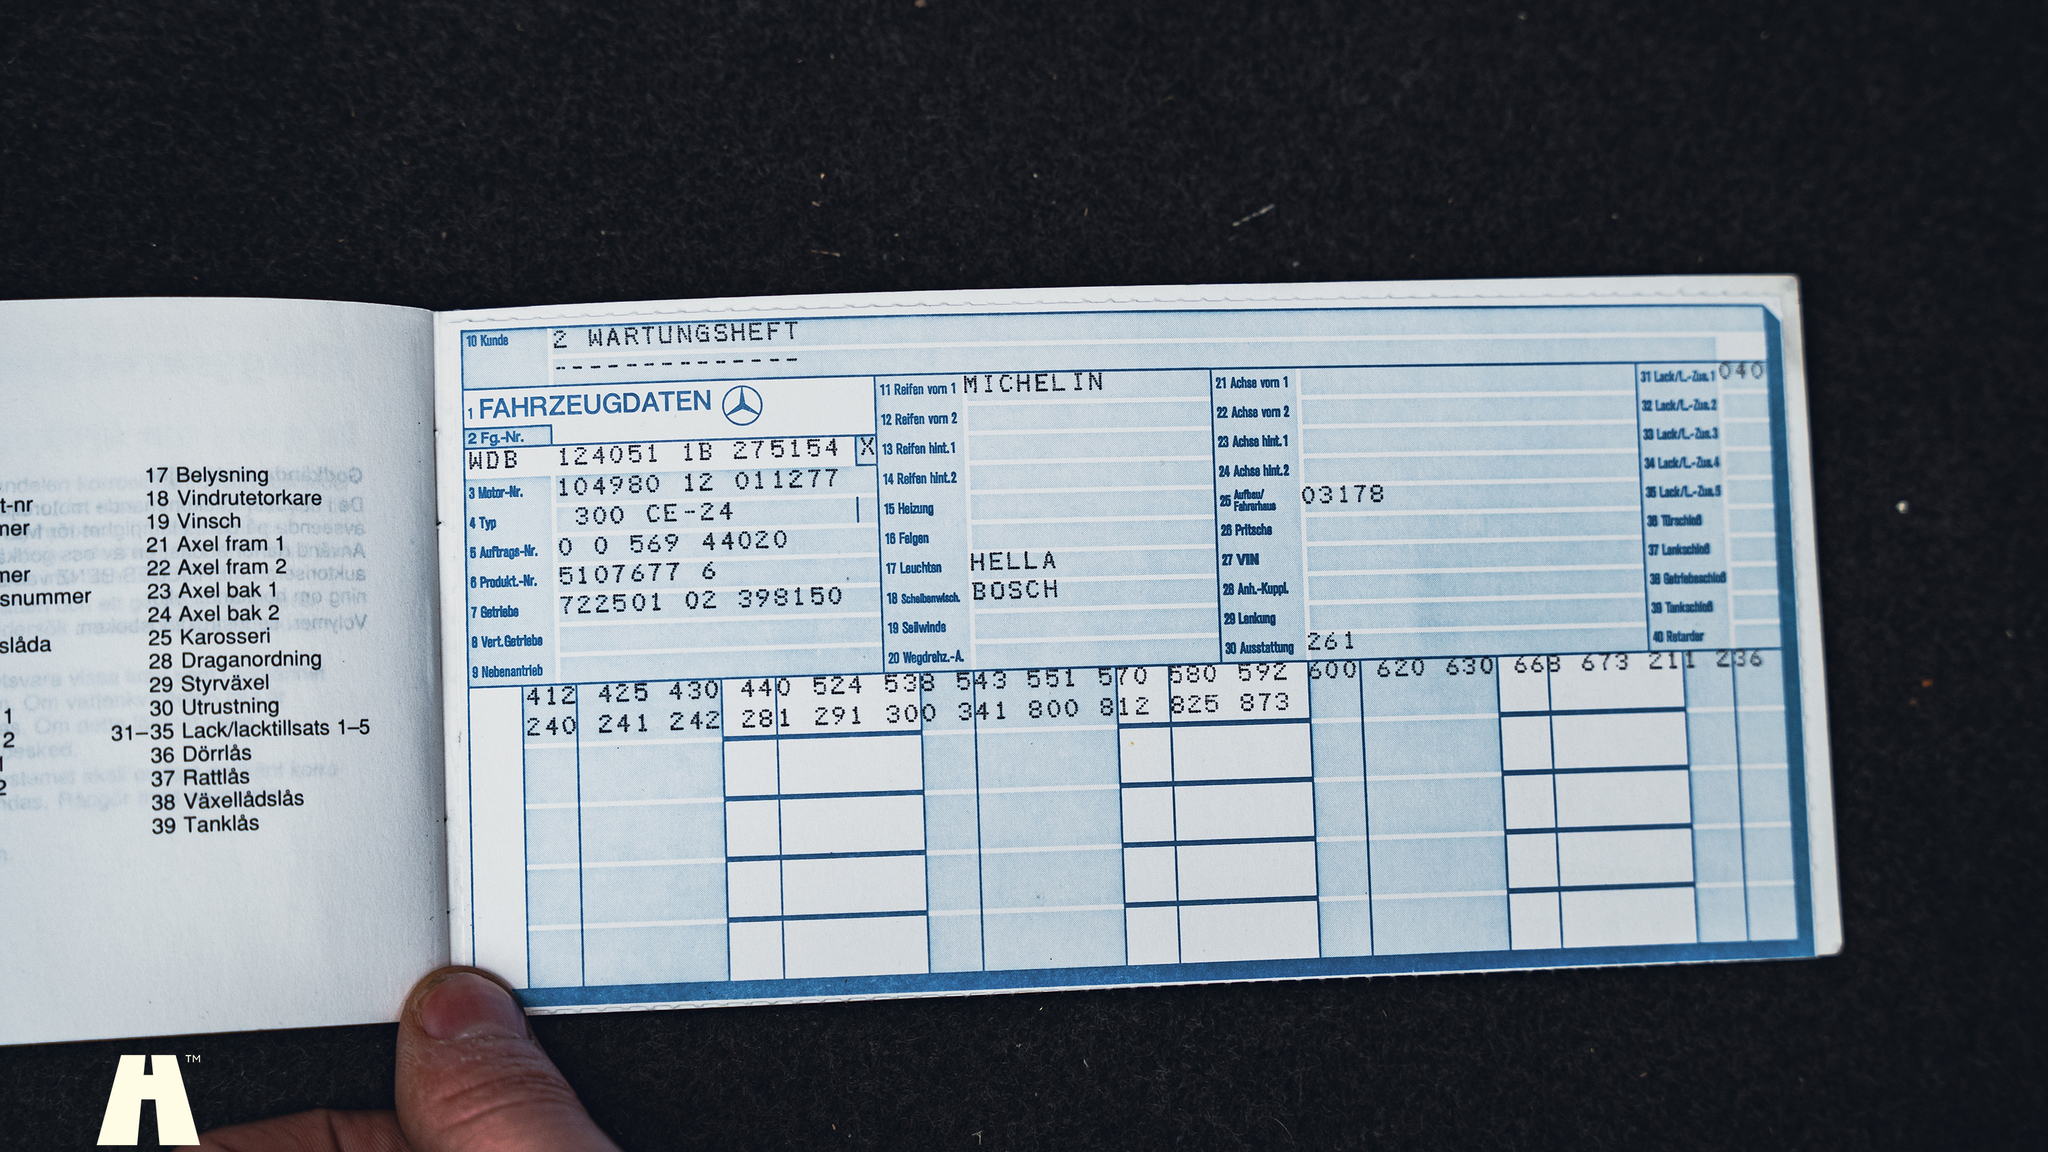 t-nr
ner
mer
snummer
slåda
1
2
1
2
17 Belysning
18 Vindrutetorkare
19 Vinsch
21 Axel fram 1
22 Axel fram 2
23 Axel bak 1
24 Axel bak 2
25 Karosseri
28 Draganordning
29 Styrväxel
30 Utrustning
31–35 Lack/lacktillsats 1–5
36 Dörrlås
37 Rattlås
38 Växellådslås
39 Tanklås
10 Kunde 2 WARTUNGSHEFT
--------------
1 FAHRZEUGDATEN
2 Fg.-Nr.
WDB 124051 1B 275154 X
3 Motor-Nr. 104980 12 011277
4 Typ 300 CE-24
5 Auftrags-Nr. 0 0 569 44020
6 Produkt.-Nr. 5107677 6
7 Getriebe 722501 02 398150
8 Vert.Getriebe
9 Nebenantrieb
11 Reifen vorn 1 MICHELIN
12 Reifen vorn 2
13 Reifen hint.1
14 Reifen hint.2
15 Heizung
16 Felgen
17 Leuchten HELLA
18 Scheibenwisch. BOSCH
19 Seilwinde
20 Wegdrehz.-A.
21 Achse vorn 1
22 Achse vorn 2
23 Achse hint.1
24 Achse hint.2
25 Aufbau/Fahrerhaus 03178
26 Pritsche
27 VIN
28 Anh.-Kuppl.
29 Lenkung
30 Ausstattung 261
31 Lack/L.-Zus.1 040
32 Lack/L.-Zus.2
33 Lack/L.-Zus.3
34 Lack/L.-Zus.4
35 Lack/L.-Zus.5
36 Türschloß
37 Lenkschloß
38 Getriebeschloß
39 Tankschloß
40 Retarder
412 425 430 440 524 538 543 551 570 580 592 600 620 630 668 673 211 236
240 241 242 281 291 300 341 800 812 825 873
H™